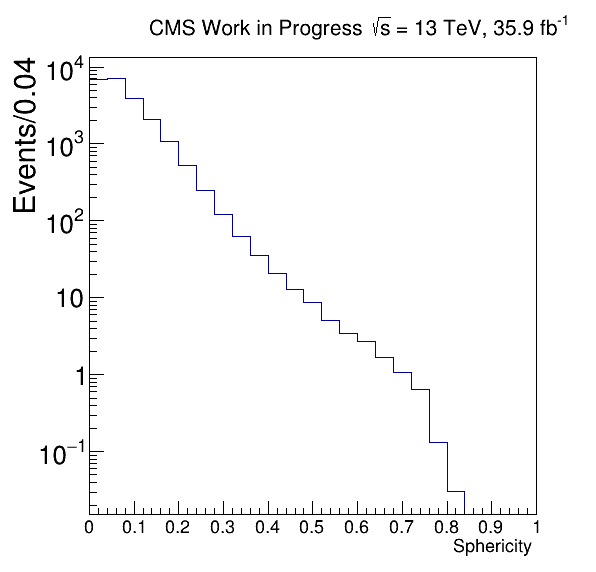 CMS Work in Progress √s = 13 TeV, 35.9 fb⁻¹
Events/0.04
10⁴
10³
10²
10
1
10⁻¹
0 0.1 0.2 0.3 0.4 0.5 0.6 0.7 0.8 0.9 1
Sphericity